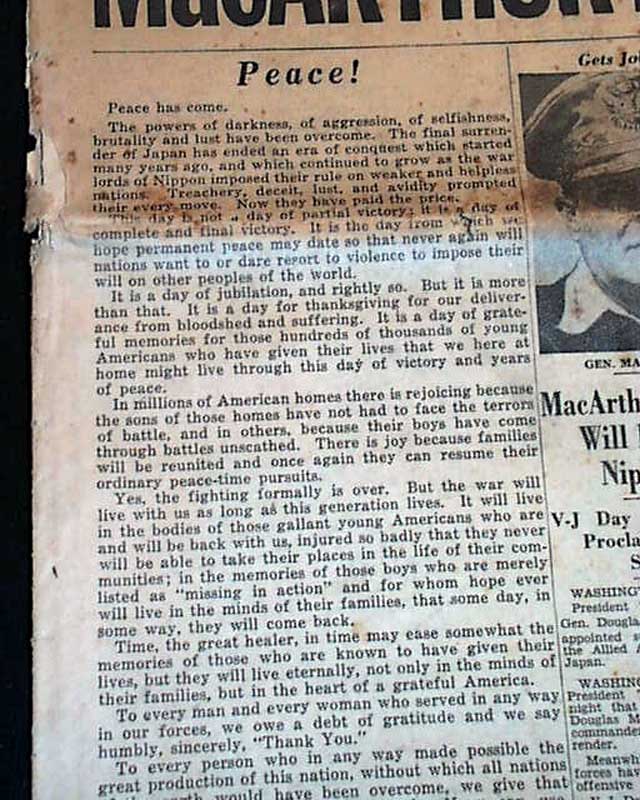 MacARTHUR
Peace!
Peace has come.
The powers of darkness, of aggression, of selfishness,
brutality and lust have been overcome. The final surren-
der of Japan has ended an era of conquest which started
many years ago, and which continued to grow as the war
lords of Nippon imposed their rule on weaker and helpless
nations. Treachery, deceit, lust, and avidity prompted
their every move. Now they have paid the price.
This day is not a day of partial victory; it is a day of
complete and final victory. It is the day from which we
hope permanent peace may date so that never again will
nations want to or dare resort to violence to impose their
will on other peoples of the world.
It is a day of jubilation, and rightly so. But it is more
than that. It is a day for thanksgiving for our deliver-
ance from bloodshed and suffering. It is a day of grate-
ful memories for those hundreds of thousands of young
Americans who have given their lives that we here at
home might live through this day of victory and years
of peace.
In millions of American homes there is rejoicing because
the sons of those homes have not had to face the terrors
of battle, and in others, because their boys have come
through battles unscathed. There is joy because families
will be reunited and once again they can resume their
ordinary peace-time pursuits.
Yes, the fighting formally is over. But the war will
live with us as long as this generation lives. It will live
in the bodies of those gallant young Americans who are
and will be back with us, injured so badly that they never
will be able to take their places in the life of their com-
munities; in the memories of those boys who are merely
listed as "missing in action" and for whom hope ever
will live in the minds of their families, that some day, in
some way, they will come back.
Time, the great healer, in time may ease somewhat the
memories of those who are known to have given their
lives, but they will live eternally, not only in the minds of
their families, but in the heart of a grateful America.
To every man and every woman who served in any way
in our forces, we owe a debt of gratitude and we say
humbly, sincerely, "Thank You."
To every person who in any way made possible the
great production of this nation, without which all nations
would have been overcome, we give that
Gets Jo
GEN. MA
MacArth
Will
Nip
V-J Day
Procla
S
WASHING
President
Gen. Dougla
appointed
the Allied A
Japan.
WASHING
President
night that
Douglas M
commander
render.
Meanwh
forces hav
offensive